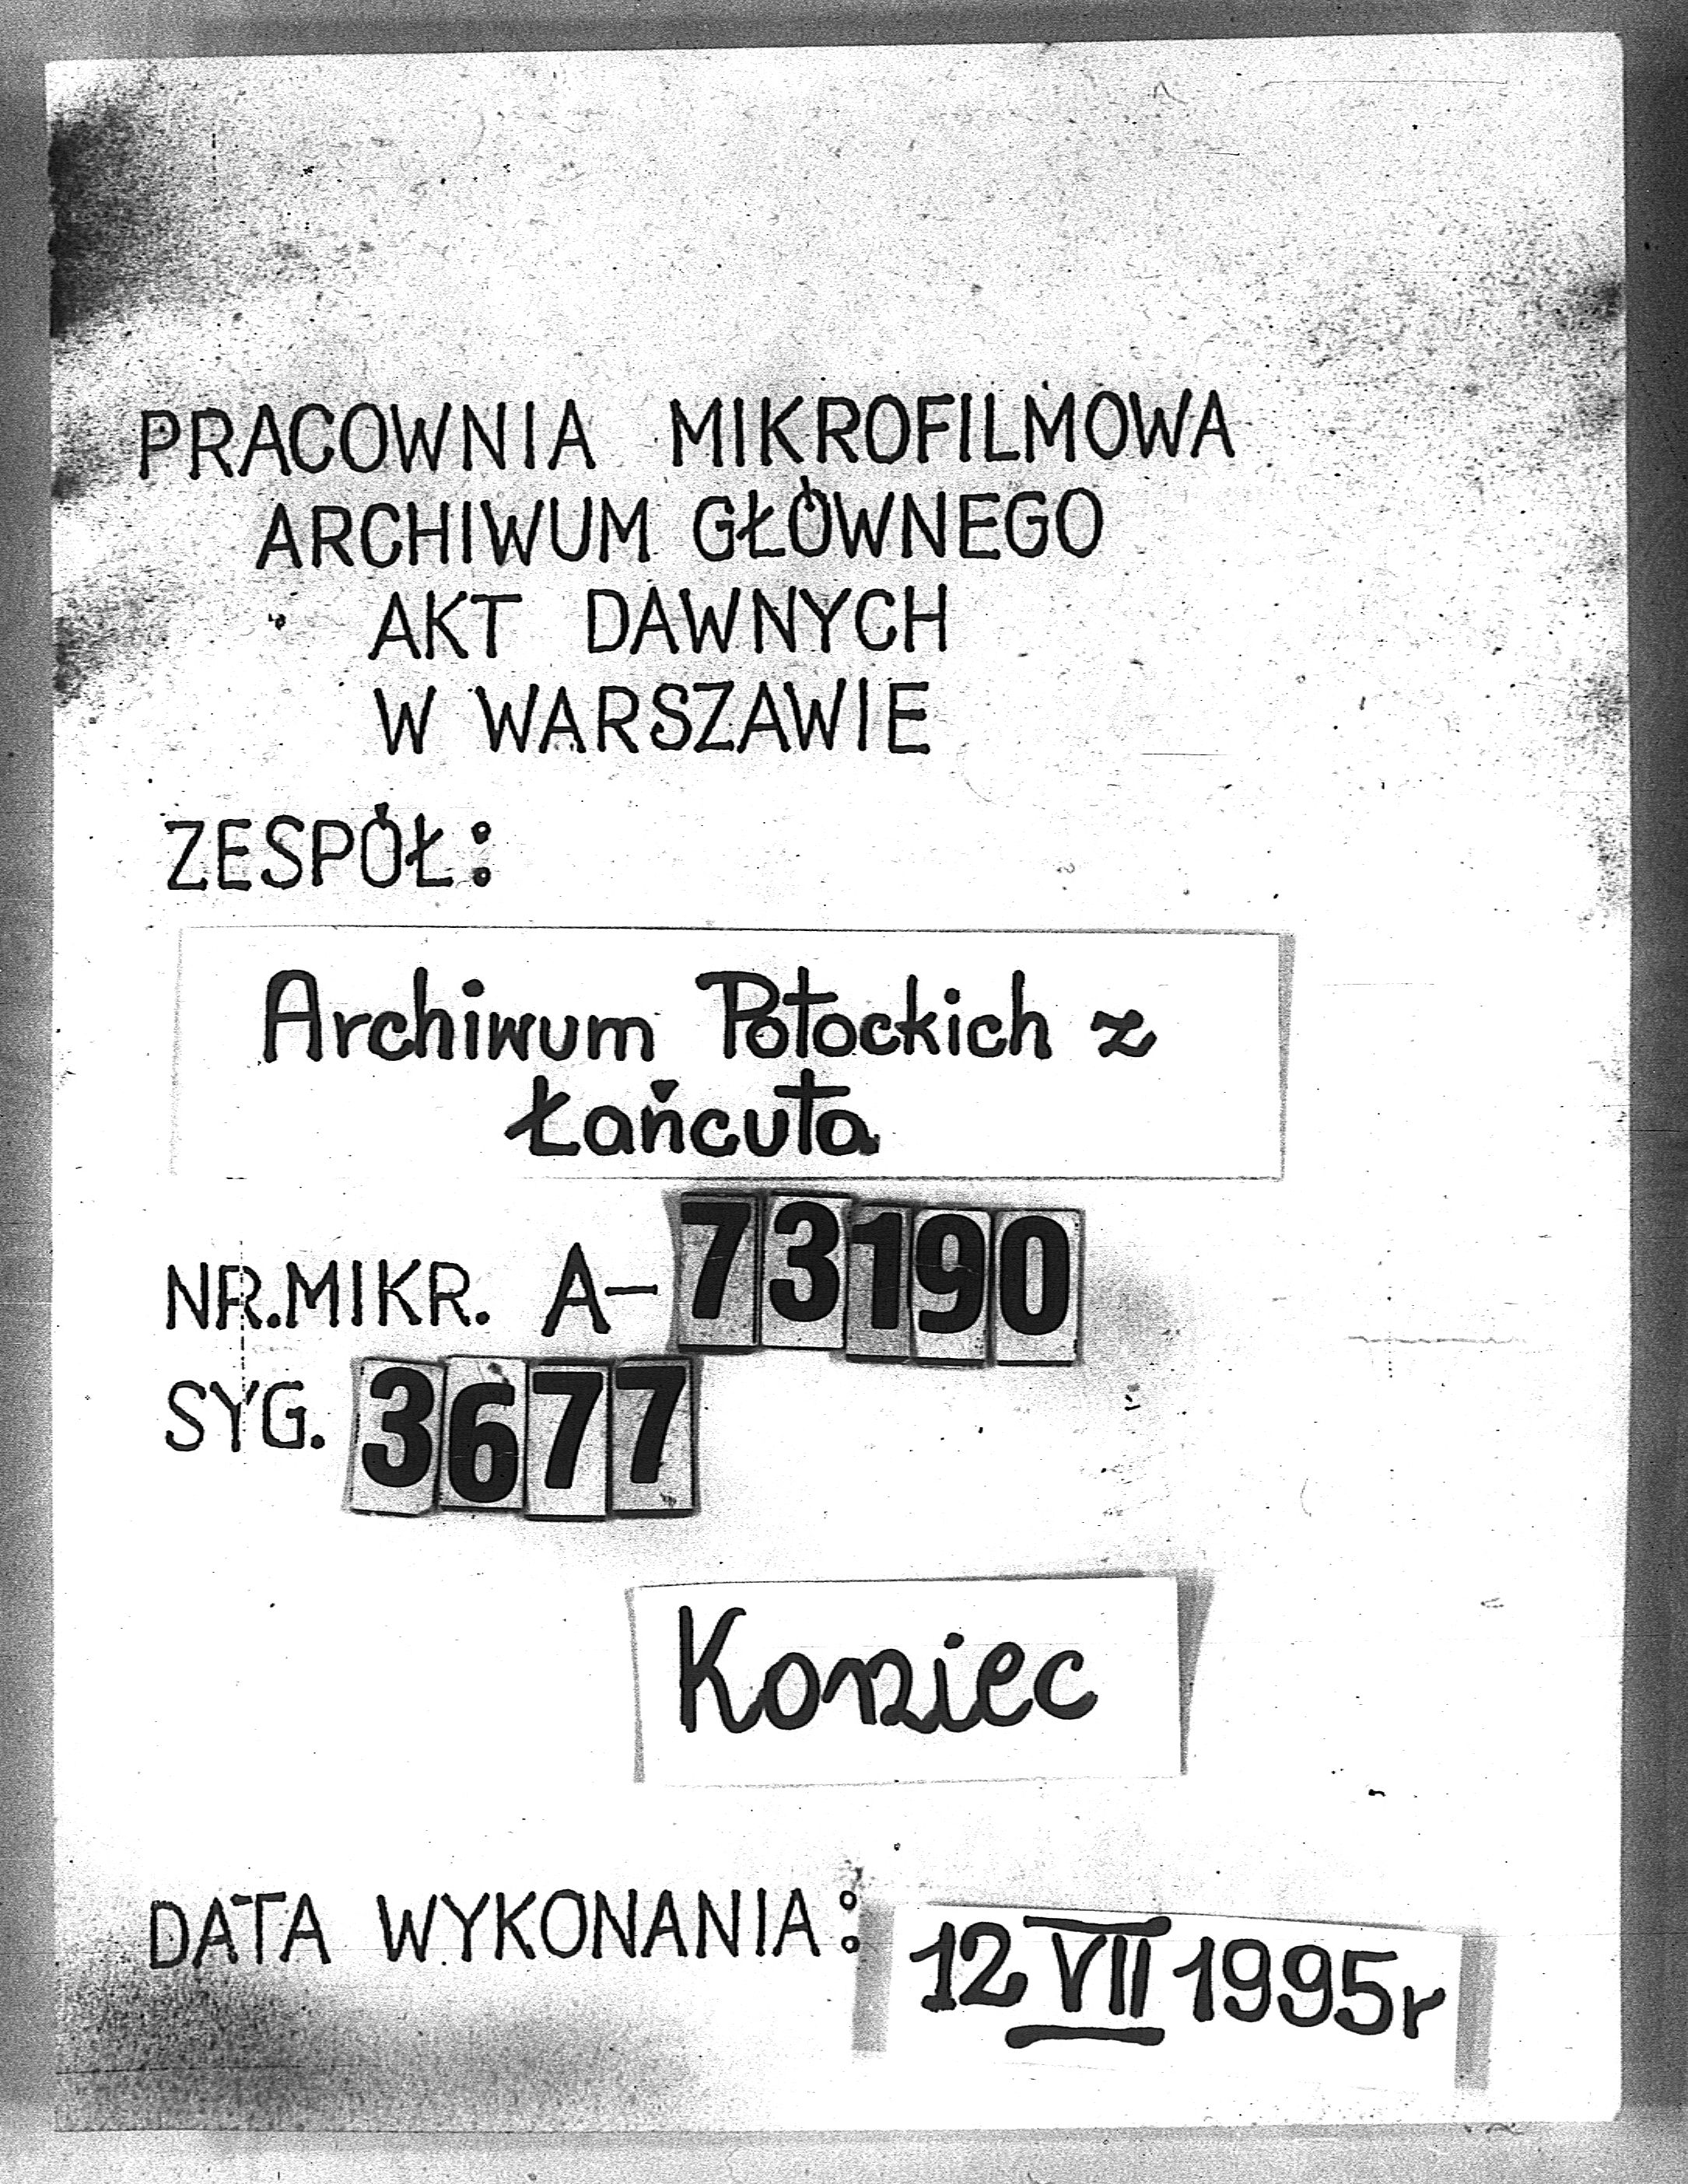 PRACOWNIA MIKROFILMOWA
ARCHIWUM GŁÓWNEGO
AKT DAWNYCH
W WARSZAWIE
ZESPÓŁ:
Archiwum Potockich z
Łańcuta
NR.MIKR. A-73190
SYG. 3677
Koniec
DATA WYKONANIA: 12 VII 1995r